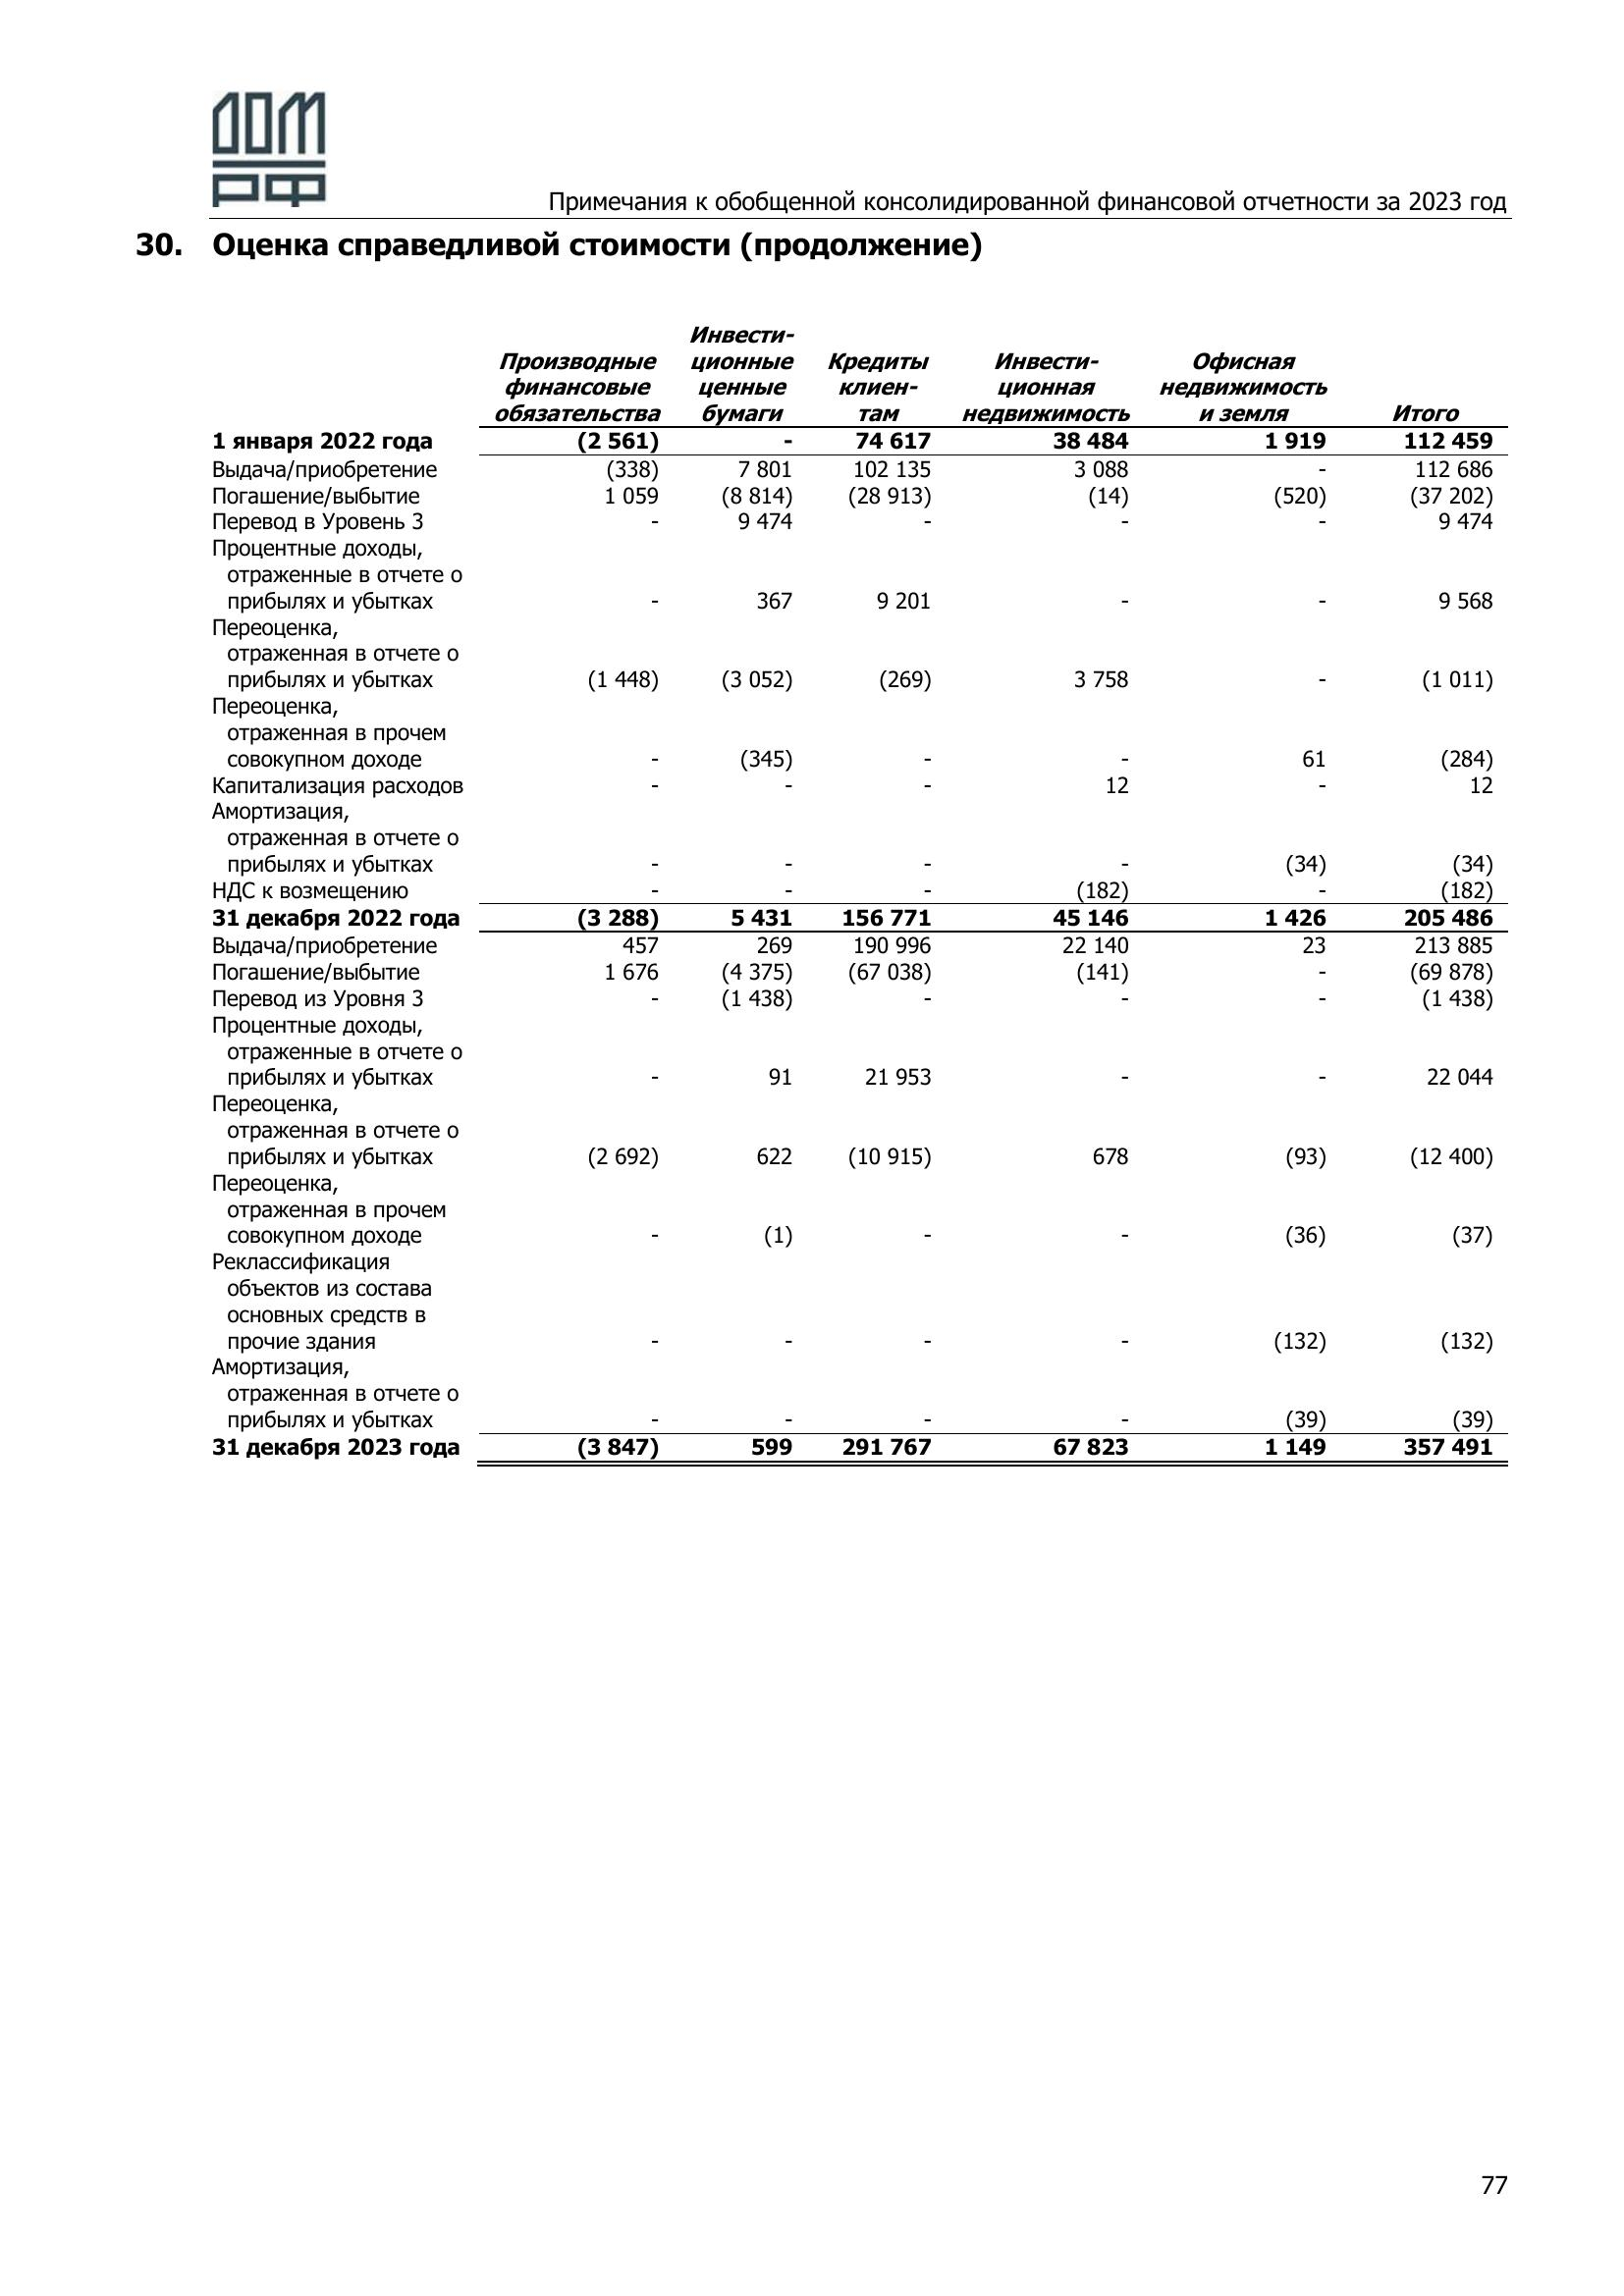 ДОМ
РФ
Примечания к обобщенной консолидированной финансовой отчетности за 2023 год
30. Оценка справедливой стоимости (продолжение)
Производные финансовые обязательства Инвести-ционные ценные бумаги Кредиты клиен-там Инвести-ционная недвижимость Офисная недвижимость и земля Итого
1 января 2022 года (2 561) - 74 617 38 484 1 919 112 459
Выдача/приобретение (338) 7 801 102 135 3 088 - 112 686
Погашение/выбытие 1 059 (8 814) (28 913) (14) (520) (37 202)
Перевод в Уровень 3 - 9 474 - - - 9 474
Процентные доходы,
отраженные в отчете о
прибылях и убытках - 367 9 201 - - 9 568
Переоценка,
отраженная в отчете о
прибылях и убытках (1 448) (3 052) (269) 3 758 - (1 011)
Переоценка,
отраженная в прочем
совокупном доходе - (345) - - 61 (284)
Капитализация расходов - - - 12 - 12
Амортизация,
отраженная в отчете о
прибылях и убытках - - - - (34) (34)
НДС к возмещению - - - (182) - (182)
31 декабря 2022 года (3 288) 5 431 156 771 45 146 1 426 205 486
Выдача/приобретение 457 269 190 996 22 140 23 213 885
Погашение/выбытие 1 676 (4 375) (67 038) (141) - (69 878)
Перевод из Уровня 3 - (1 438) - - - (1 438)
Процентные доходы,
отраженные в отчете о
прибылях и убытках - 91 21 953 - - 22 044
Переоценка,
отраженная в отчете о
прибылях и убытках (2 692) 622 (10 915) 678 (93) (12 400)
Переоценка,
отраженная в прочем
совокупном доходе - (1) - - (36) (37)
Реклассификация
объектов из состава
основных средств в
прочие здания - - - - (132) (132)
Амортизация,
отраженная в отчете о
прибылях и убытках - - - - (39) (39)
31 декабря 2023 года (3 847) 599 291 767 67 823 1 149 357 491
77